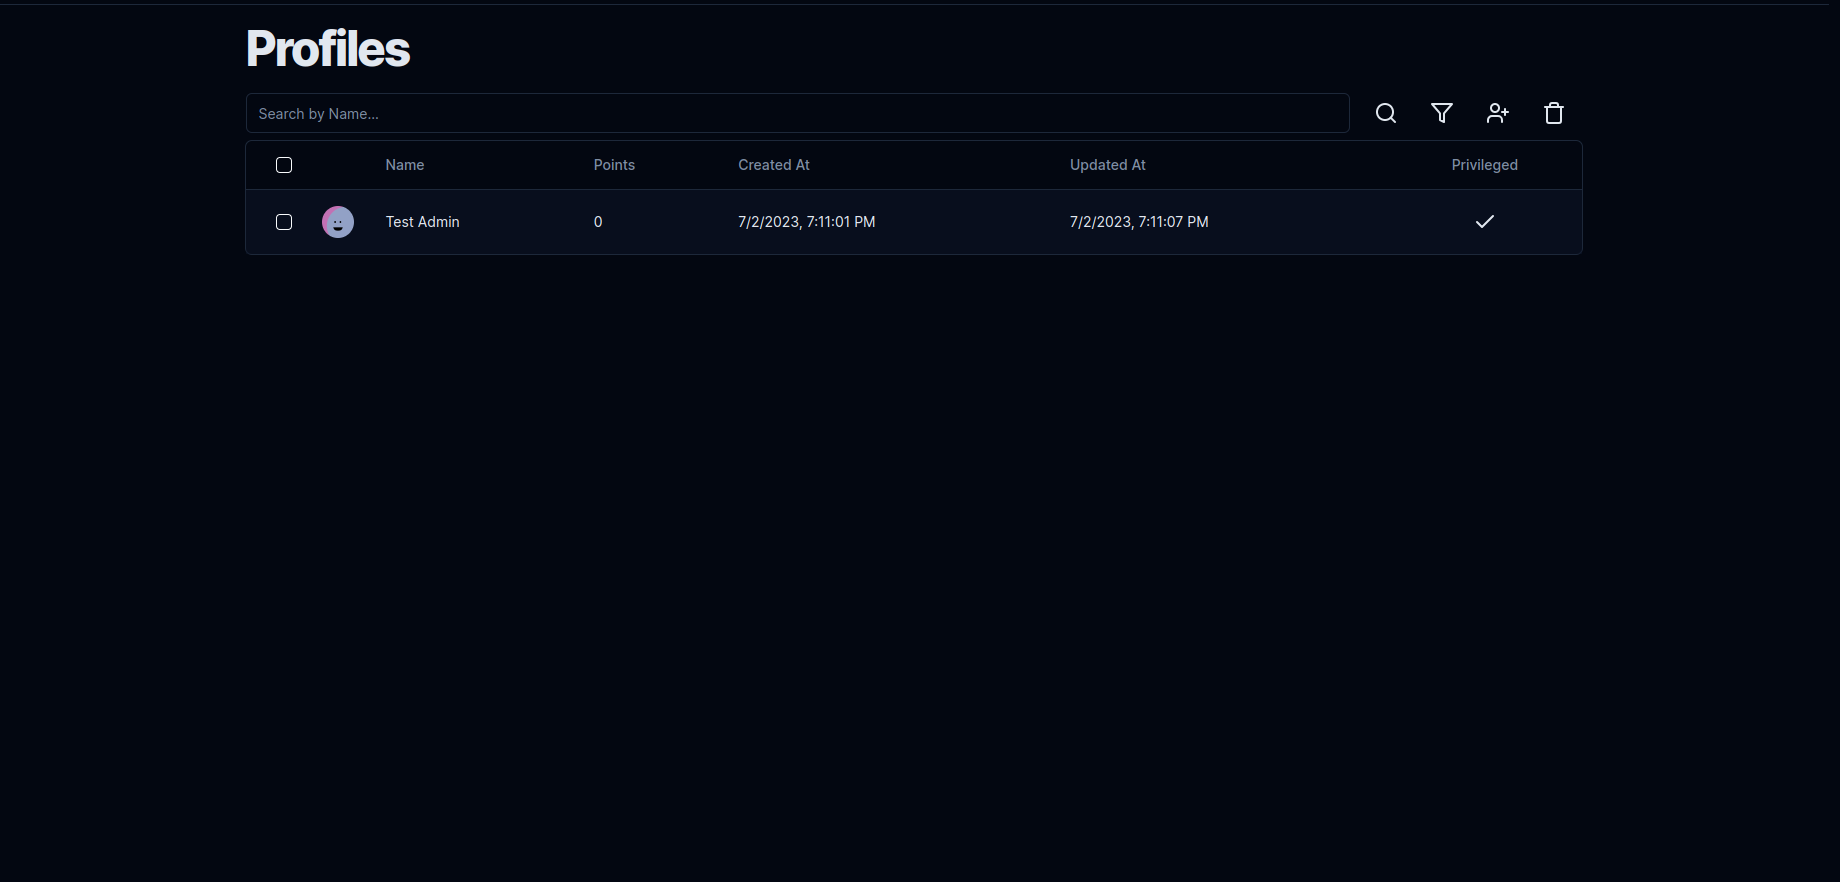 Profiles
Search by Name...
Name Points Created At Updated At Privileged
Test Admin 0 7/2/2023, 7:11:01 PM 7/2/2023, 7:11:07 PM